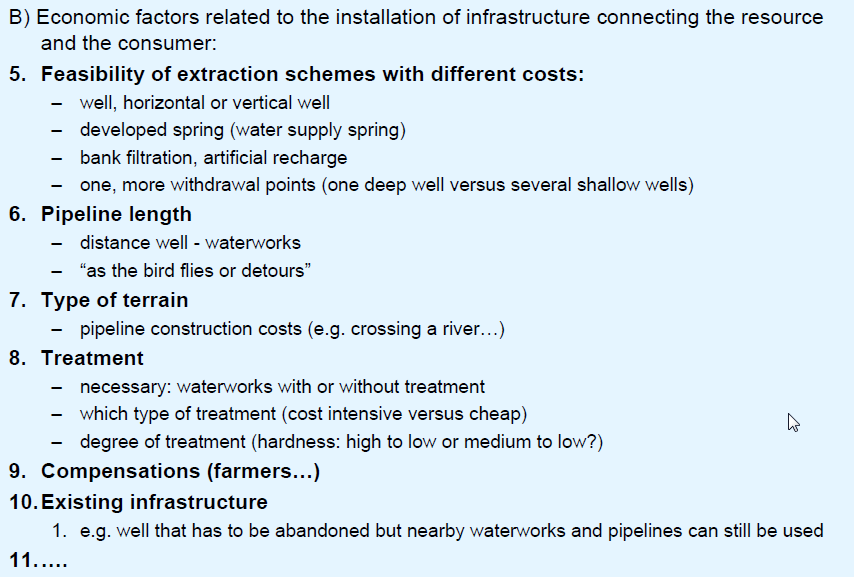 B) Economic factors related to the installation of infrastructure connecting the resource
and the consumer:
5. Feasibility of extraction schemes with different costs:
– well, horizontal or vertical well
– developed spring (water supply spring)
– bank filtration, artificial recharge
– one, more withdrawal points (one deep well versus several shallow wells)
6. Pipeline length
– distance well - waterworks
– “as the bird flies or detours”
7. Type of terrain
– pipeline construction costs (e.g. crossing a river…)
8. Treatment
– necessary: waterworks with or without treatment
– which type of treatment (cost intensive versus cheap)
– degree of treatment (hardness: high to low or medium to low?)
9. Compensations (farmers…)
10. Existing infrastructure
1. e.g. well that has to be abandoned but nearby waterworks and pipelines can still be used
11. ....